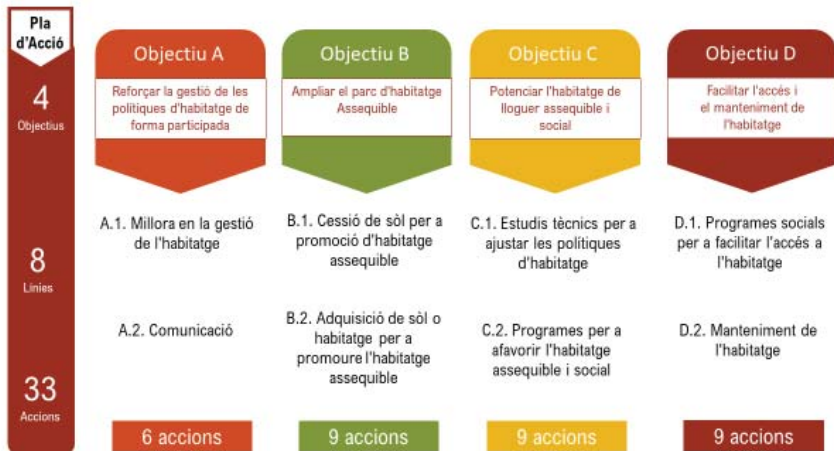 Pla
d'Acció
4
Objectius
8
Línies
33
Accions
Objectiu A
Reforçar la gestió de les
polítiques d'habitatge de
forma participada
A.1. Millora en la gestió
de l'habitatge
A.2. Comunicació
6 accions
Objectiu B
Ampliar el parc d'habitatge
Assequible
B.1. Cessió de sòl per a
promoció d'habitatge
assequible
B.2. Adquisició de sòl o
habitatge per a
promoure l'habitatge
assequible
9 accions
Objectiu C
Potenciar l'habitatge de
lloguer assequible i
social
C.1. Estudis tècnics per a
ajustar les polítiques
d'habitatge
C.2. Programes per a
afavorir l'habitatge
assequible i social
9 accions
Objectiu D
Facilitar l'accés i
el manteniment de
l'habitatge
D.1. Programes socials
per a facilitar l'accés a
l'habitatge
D.2. Manteniment de
l'habitatge
9 accions